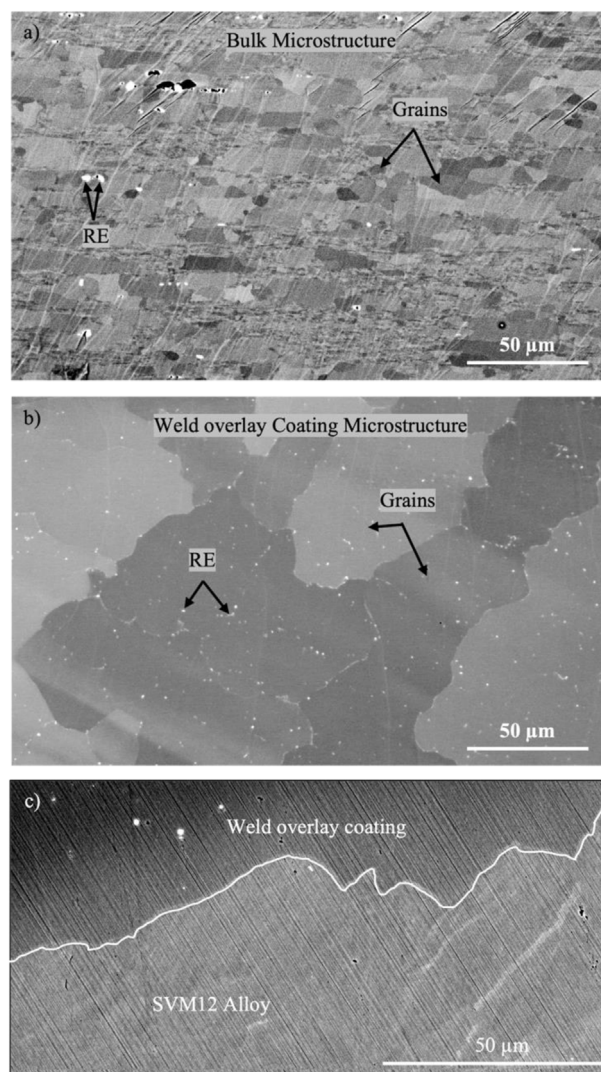 a)
Bulk Microstructure
Grains
RE
50 µm
b)
Weld overlay Coating Microstructure
Grains
RE
50 µm
c)
Weld overlay coating
SVM12 Alloy
50 µm